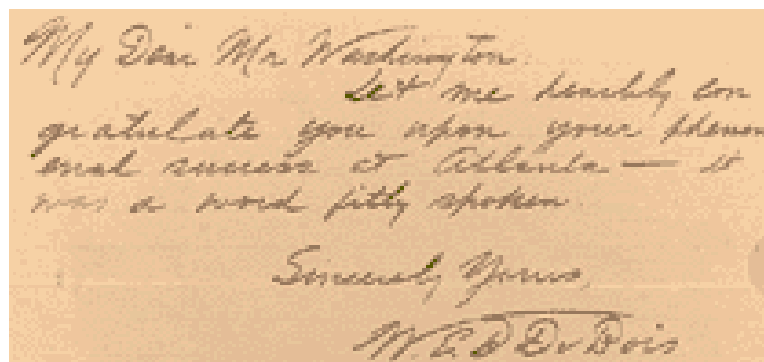 My Dear Mr Washington.
Let me heartily con
gratulate you upon your phenom
enal success at Atlanta — it
was a word fitly spoken
Sincerely Yours,
W. E. B. Du Bois